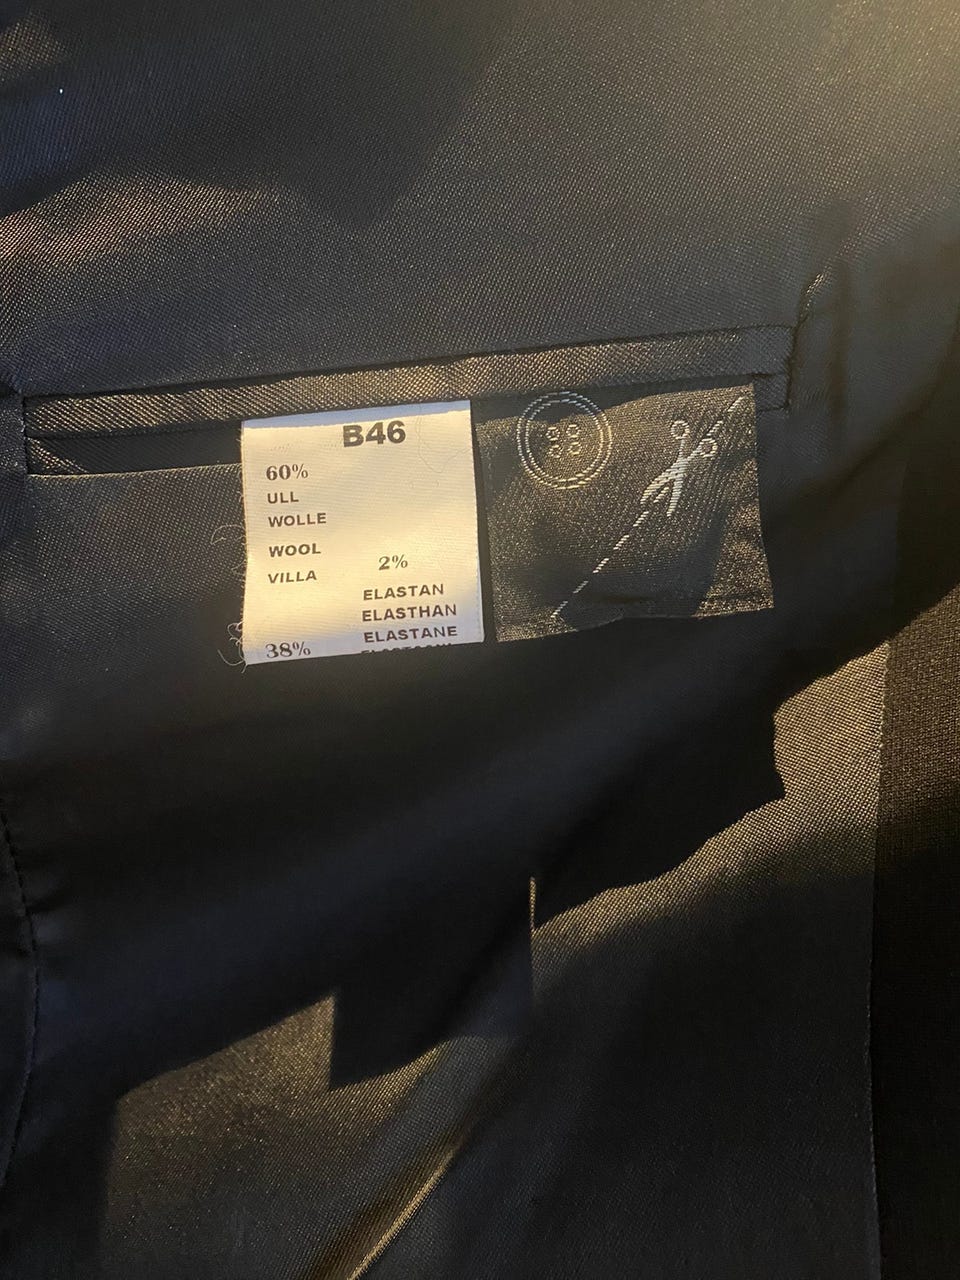 B46
60%
ULL
WOLLE
WOOL
VILLA
38%
2%
ELASTAN
ELASTHAN
ELASTANE